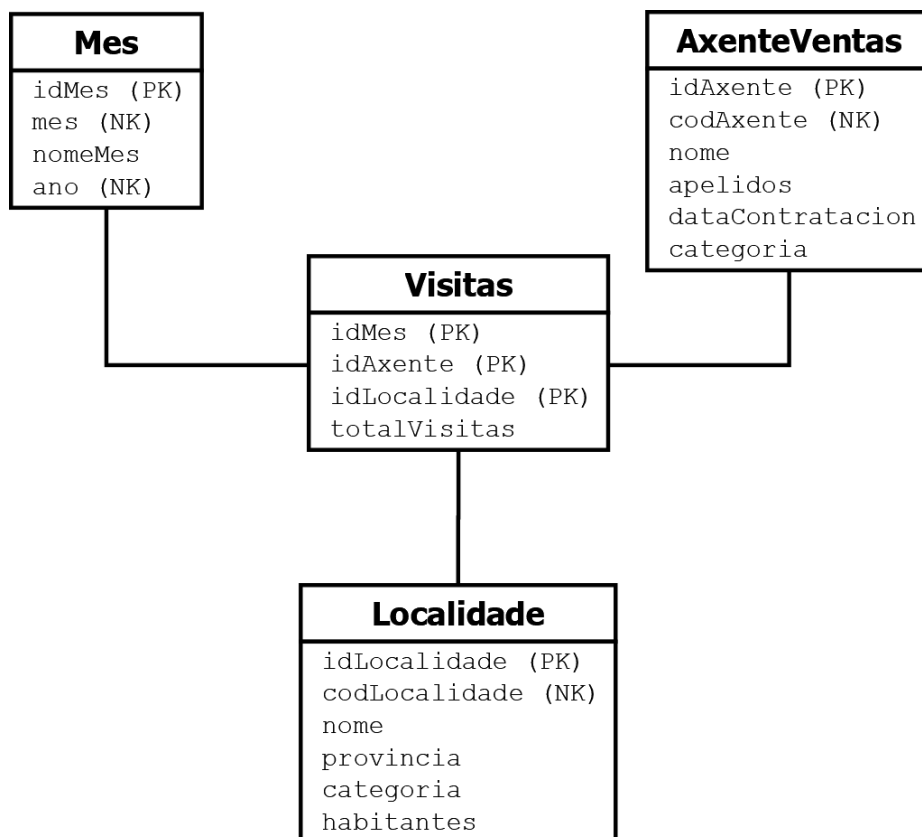 Mes
idMes (PK)
mes (NK)
nomeMes
ano (NK)
AxenteVentas
idAxente (PK)
codAxente (NK)
nome
apelidos
dataContratacion
categoria
Visitas
idMes (PK)
idAxente (PK)
idLocalidade (PK)
totalVisitas
Localidade
idLocalidade (PK)
codLocalidade (NK)
nome
provincia
categoria
habitantes